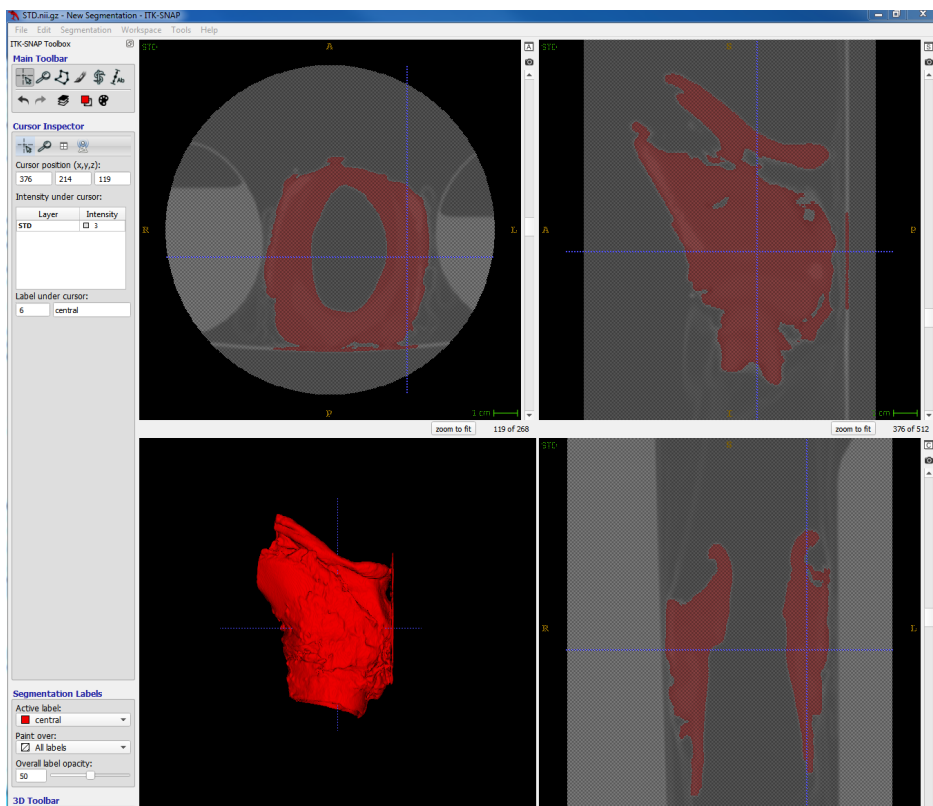 STD.nii.gz - New Segmentation - ITK-SNAP
File Edit Segmentation Workspace Tools Help
ITK-SNAP Toolbox
Main Toolbar
Cursor Inspector
Cursor position (x,y,z):
376 214 119
Intensity under cursor:
Layer Intensity
STD 3
Label under cursor:
6 central
Segmentation Labels
Active label:
central
Paint over:
All labels
Overall label opacity:
50
3D Toolbar
STD
A
R
L
P
1 cm
A
zoom to fit 119 of 268
STD
S
A
P
I
cm
S
zoom to fit 376 of 512
STD
S
R
L
C